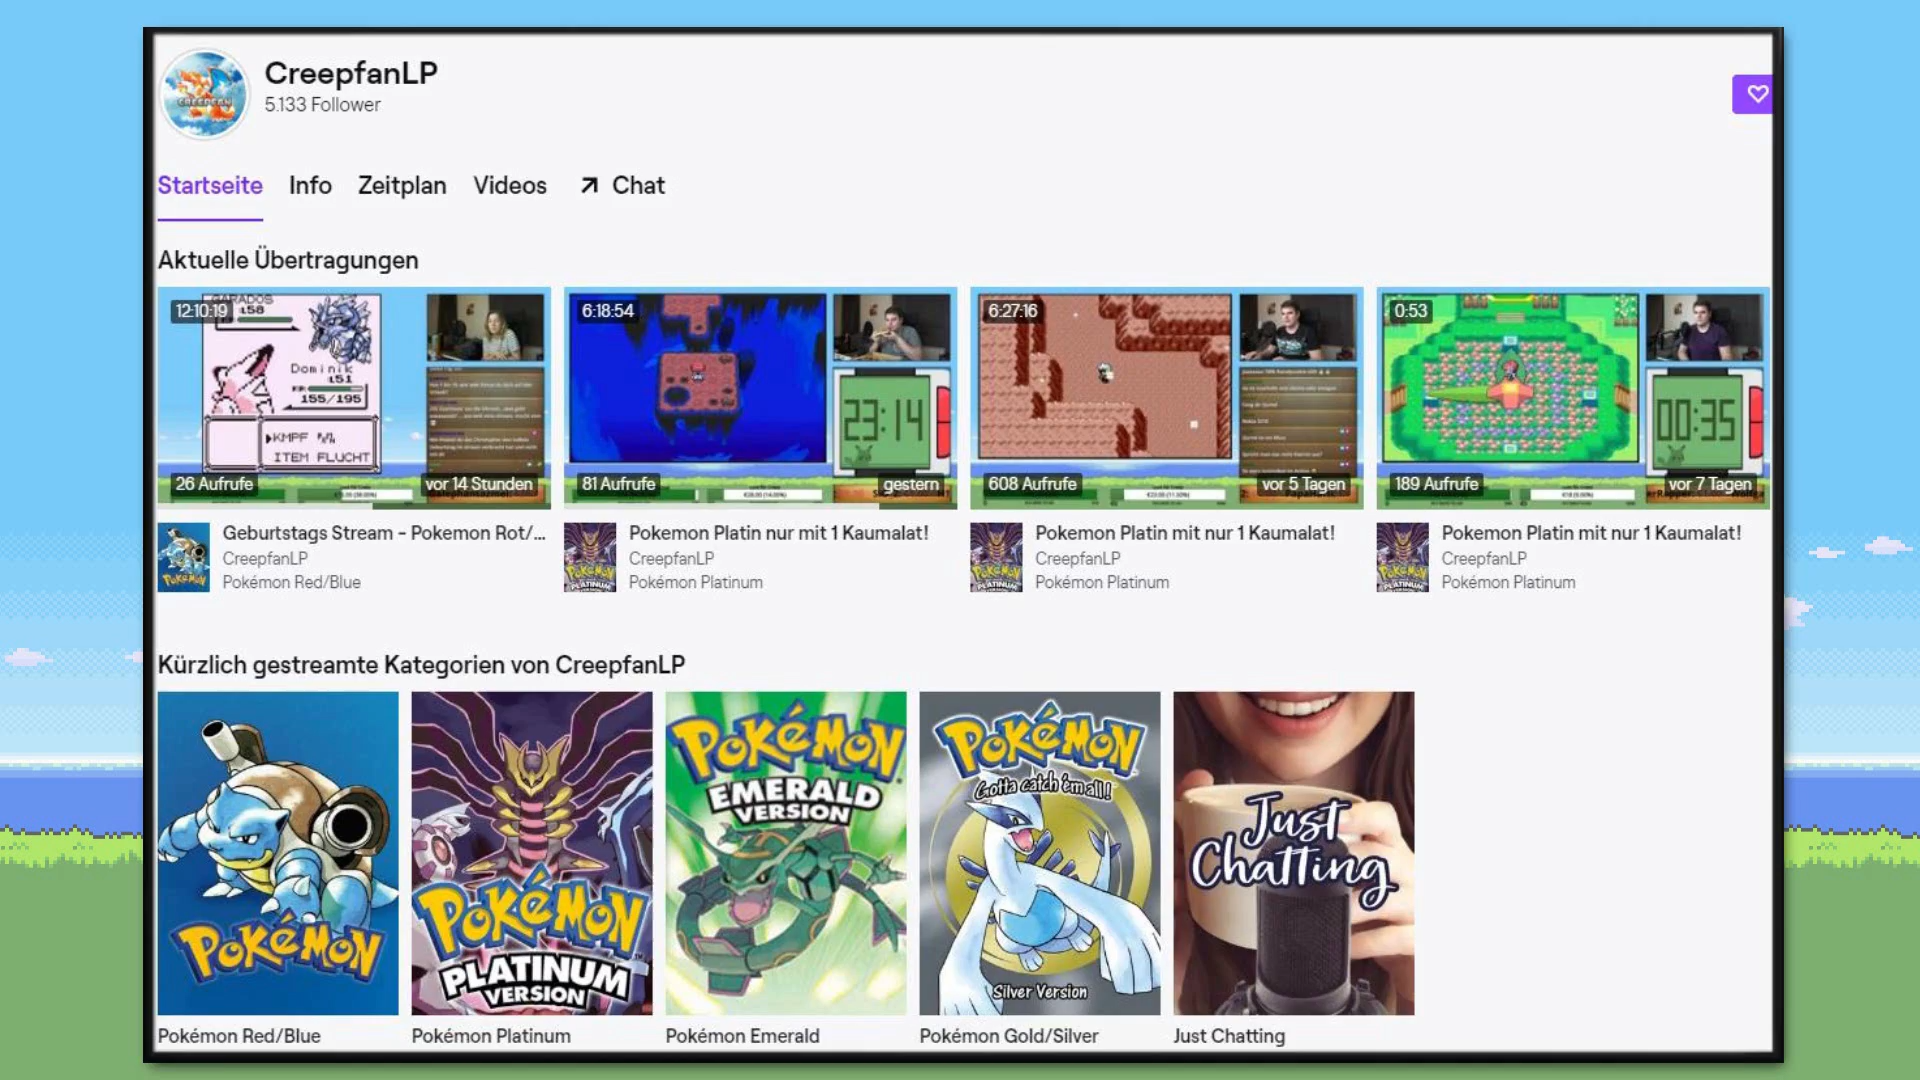 CreepfanLP
5.133 Follower
Startseite
Info
Zeitplan
Videos
Chat
Aktuelle Übertragungen
12:10:19
GARADOS
:L58
Dominik
:L51
155/195
KMPF PKMN
ITEM FLUCHT
26 Aufrufe
vor 14 Stunden
6:18:54
23:14
81 Aufrufe
gestern
6:27:16
608 Aufrufe
vor 5 Tagen
0:53
00:35
189 Aufrufe
vor 7 Tagen
Geburtstags Stream - Pokemon Rot/...
CreepfanLP
Pokémon Red/Blue
Pokemon Platin nur mit 1 Kaumalat!
CreepfanLP
Pokémon Platinum
Pokemon Platin mit nur 1 Kaumalat!
CreepfanLP
Pokémon Platinum
Pokemon Platin mit nur 1 Kaumalat!
CreepfanLP
Pokémon Platinum
Kürzlich gestreamte Kategorien von CreepfanLP
POKéMON
POKéMON
PLATINUM
VERSION
POKéMON
EMERALD
VERSION
POKéMON
Gotta catch 'em all!
Silver Version
Just
Chatting
Pokémon Red/Blue
Pokémon Platinum
Pokémon Emerald
Pokémon Gold/Silver
Just Chatting